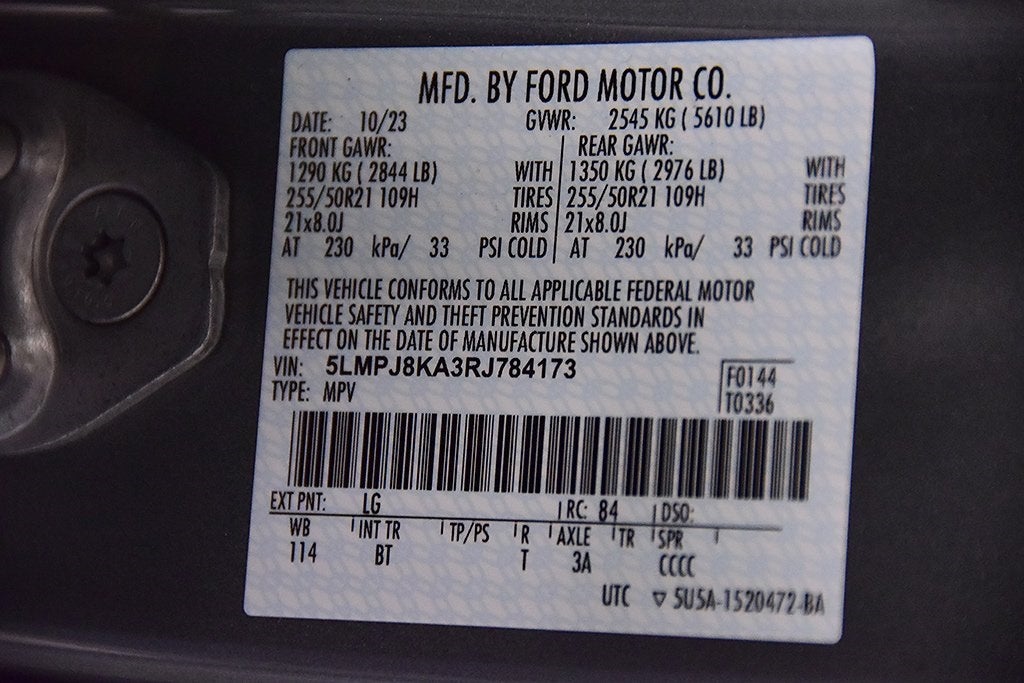 MFD. BY FORD MOTOR CO.
DATE: 10/23 GVWR: 2545 KG ( 5610 LB)
FRONT GAWR: REAR GAWR:
1290 KG ( 2844 LB) WITH 1350 KG ( 2976 LB) WITH
255/50R21 109H TIRES 255/50R21 109H TIRES
21x8.0J RIMS 21x8.0J RIMS
AT 230 kPa/ 33 PSI COLD AT 230 kPa/ 33 PSI COLD
THIS VEHICLE CONFORMS TO ALL APPLICABLE FEDERAL MOTOR
VEHICLE SAFETY AND THEFT PREVENTION STANDARDS IN
EFFECT ON THE DATE OF MANUFACTURE SHOWN ABOVE.
VIN: 5LMPJ8KA3RJ784173
F0144
TYPE: MPV
T0336
EXT PNT: LG RC: 84 DSO:
WB INT TR TP/PS R AXLE TR SPR
114 BT T 3A CCCC
UTC ▽ 5U5A-1520472-BA